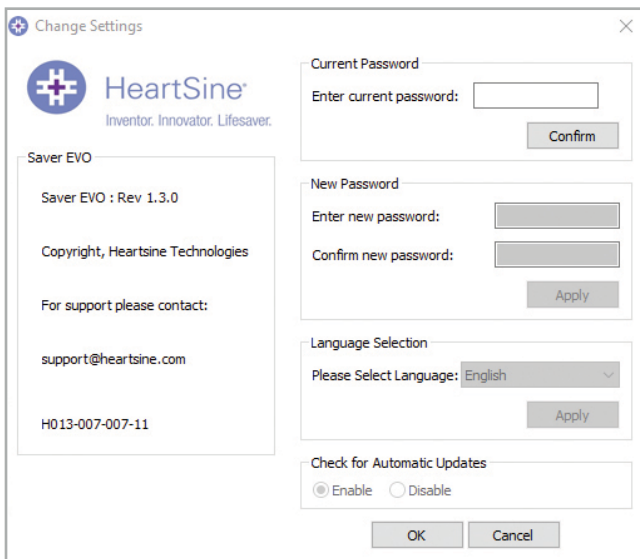 Change Settings
HeartSine®
Inventor. Innovator. Lifesaver.
Saver EVO
Saver EVO : Rev 1.3.0
Copyright, Heartsine Technologies
For support please contact:
support@heartsine.com
H013-007-007-11
Current Password
Enter current password:
Confirm
New Password
Enter new password:
Confirm new password:
Apply
Language Selection
Please Select Language: English
Apply
Check for Automatic Updates
Enable Disable
OK Cancel